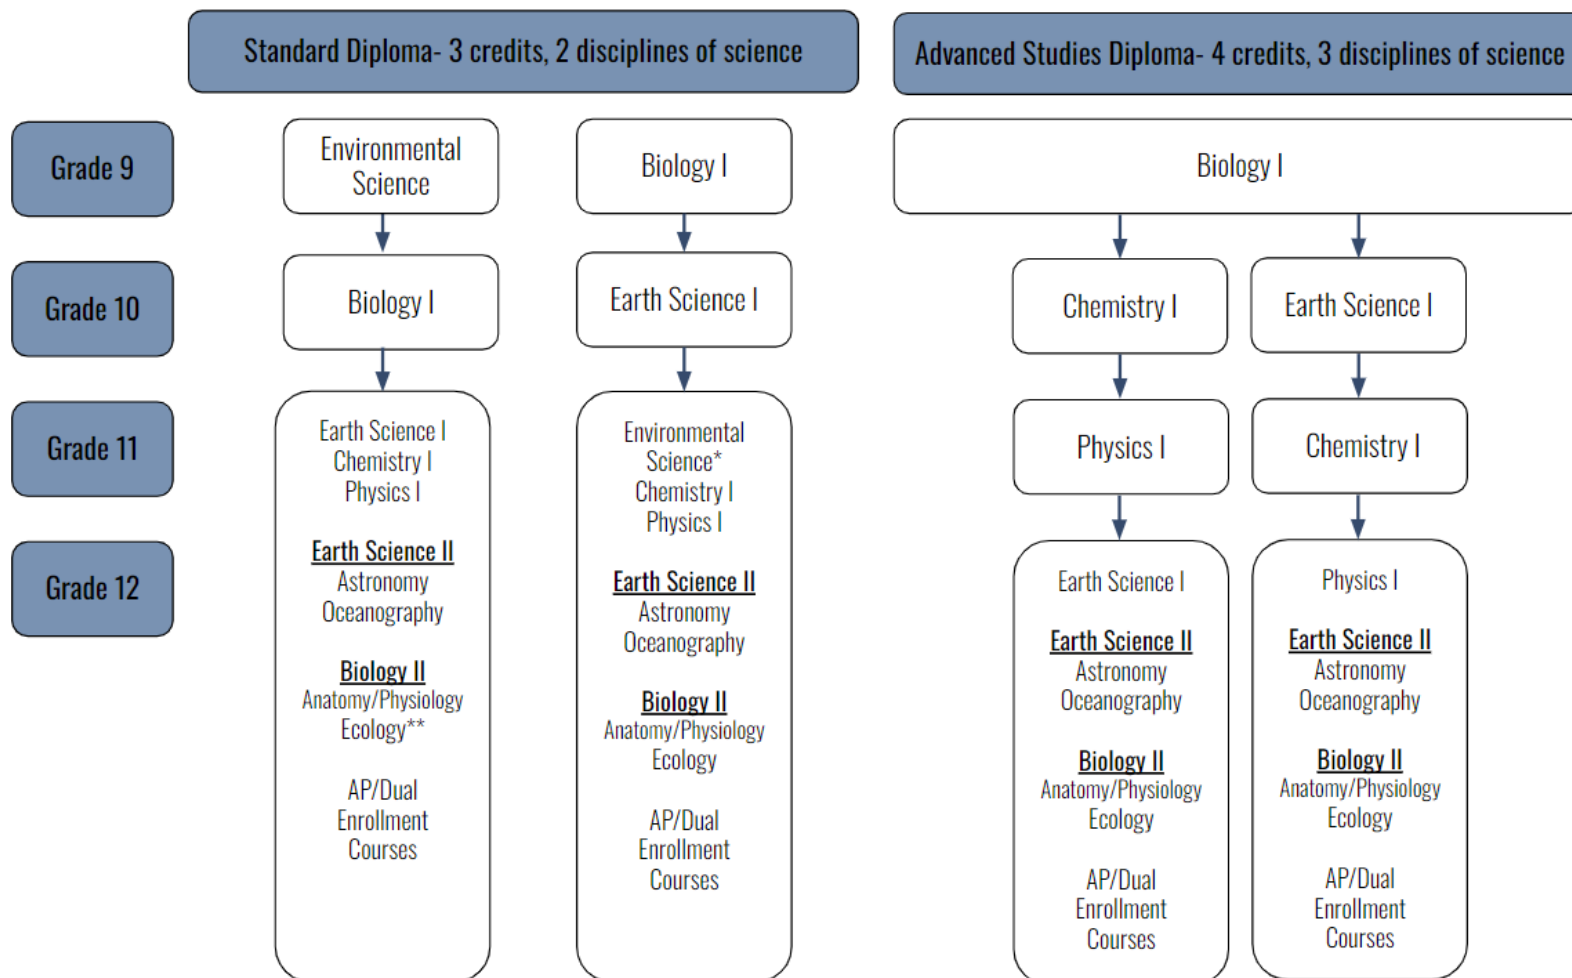 Standard Diploma- 3 credits, 2 disciplines of science
Advanced Studies Diploma- 4 credits, 3 disciplines of science
Grade 9
Environmental
Science
Biology I
Biology I
Grade 10
Biology I
Earth Science I
Chemistry I
Earth Science I
Grade 11
Grade 12
Earth Science I
Chemistry I
Physics I
Earth Science II
Astronomy
Oceanography
Biology II
Anatomy/Physiology
Ecology**
AP/Dual
Enrollment
Courses
Environmental
Science*
Chemistry I
Physics I
Earth Science II
Astronomy
Oceanography
Biology II
Anatomy/Physiology
Ecology
AP/Dual
Enrollment
Courses
Physics I
Chemistry I
Earth Science I
Earth Science II
Astronomy
Oceanography
Biology II
Anatomy/Physiology
Ecology
AP/Dual
Enrollment
Courses
Physics I
Earth Science II
Astronomy
Oceanography
Biology II
Anatomy/Physiology
Ecology
AP/Dual
Enrollment
Courses